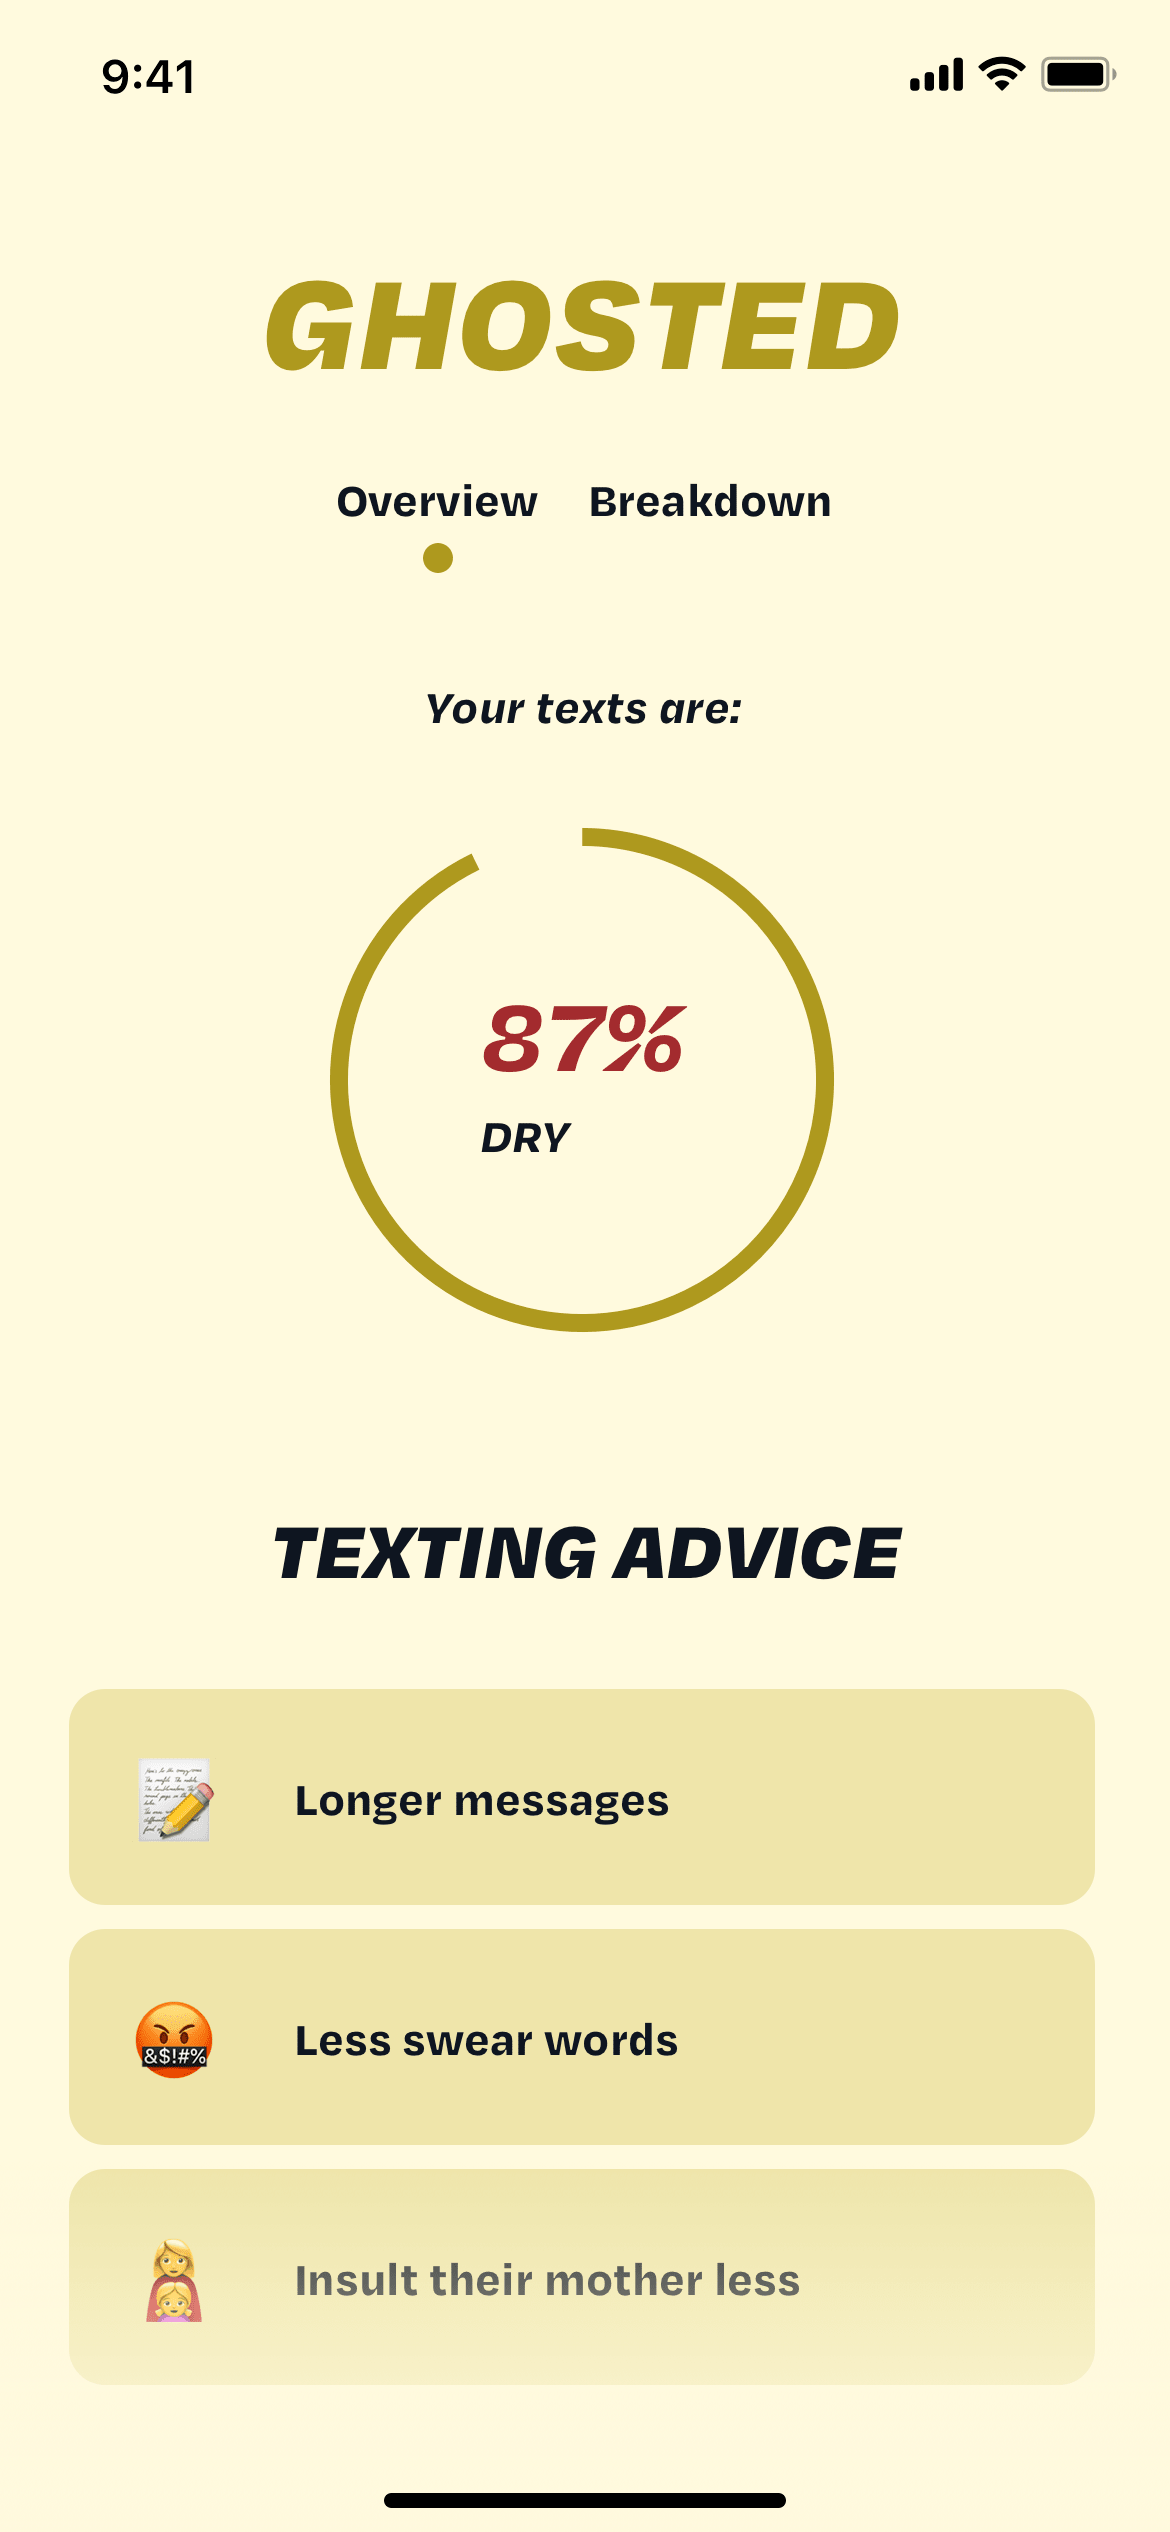 9:41
GHOSTED
Overview Breakdown
Your texts are:
87%
DRY
TEXTING ADVICE
Longer messages
&$!#%
Less swear words
Insult their mother less